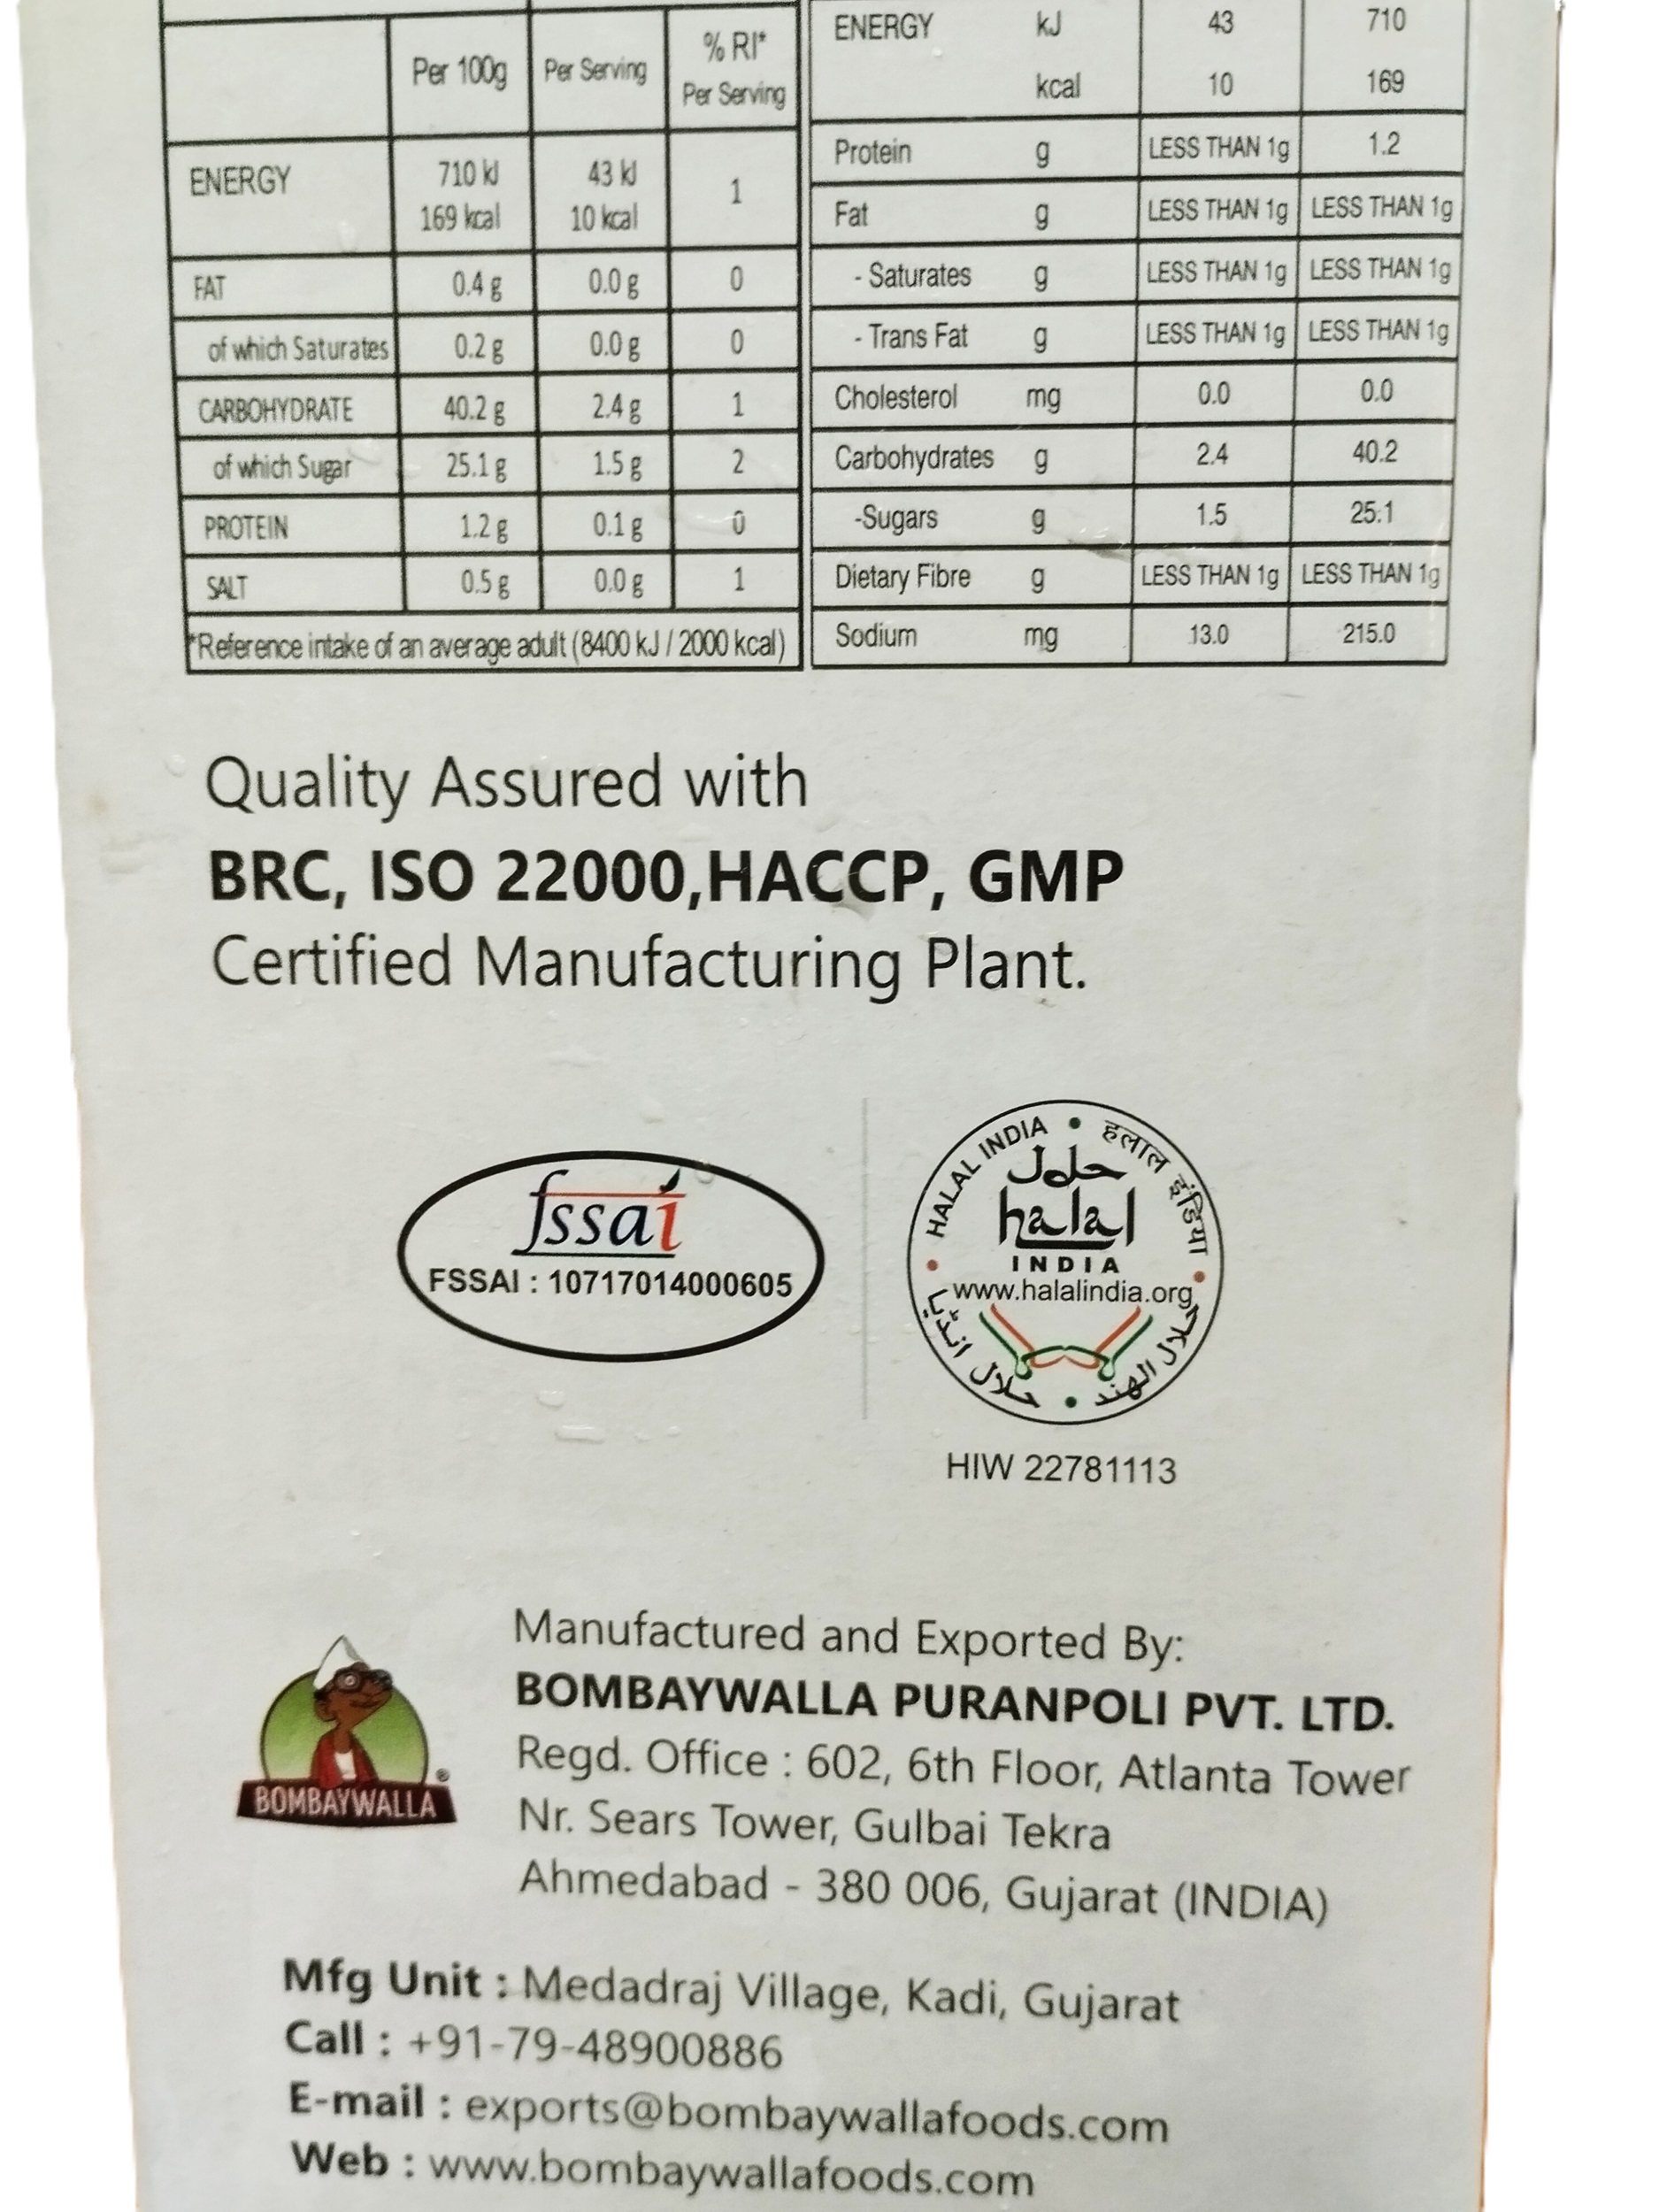 Per 100g Per Serving % RI* Per Serving
ENERGY 710 kJ 43 kJ 1
169 kcal 10 kcal
FAT 0.4 g 0.0 g 0
of which Saturates 0.2 g 0.0 g 0
CARBOHYDRATE 40.2 g 2.4 g 1
of which Sugar 25.1 g 1.5 g 2
PROTEIN 1.2 g 0.1 g 0
SALT 0.5 g 0.0 g 1
*Reference intake of an average adult (8400 kJ / 2000 kcal)
ENERGY kJ 43 710
kcal 10 169
Protein g LESS THAN 1g 1.2
Fat g LESS THAN 1g LESS THAN 1g
- Saturates g LESS THAN 1g LESS THAN 1g
- Trans Fat g LESS THAN 1g LESS THAN 1g
Cholesterol mg 0.0 0.0
Carbohydrates g 2.4 40.2
-Sugars g 1.5 25.1
Dietary Fibre g LESS THAN 1g LESS THAN 1g
Sodium mg 13.0 215.0
Quality Assured with
BRC, ISO 22000,HACCP, GMP
Certified Manufacturing Plant.
fssai
FSSAI : 10717014000605
HALAL INDIA • हलाल इंडिया
حلال
halal
INDIA
www.halalindia.org
حلال انڈیا • حلال الهند
HIW 22781113
BOMBAYWALLA ®
Manufactured and Exported By:
BOMBAYWALLA PURANPOLI PVT. LTD.
Regd. Office : 602, 6th Floor, Atlanta Tower
Nr. Sears Tower, Gulbai Tekra
Ahmedabad - 380 006, Gujarat (INDIA)
Mfg Unit : Medadraj Village, Kadi, Gujarat
Call : +91-79-48900886
E-mail : exports@bombaywallafoods.com
Web : www.bombaywallafoods.com